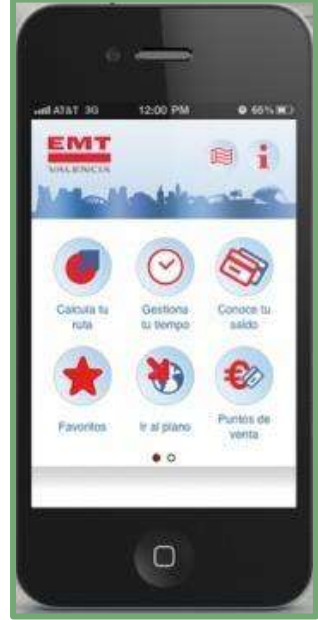 AT&T 3G 12:00 PM 66%
EMT
VALENCIA
i
Calcula tu
ruta
Gestiona
tu tiempo
Conoce tu
saldo
Favoritos
Ir al plano
Puntos de
venta